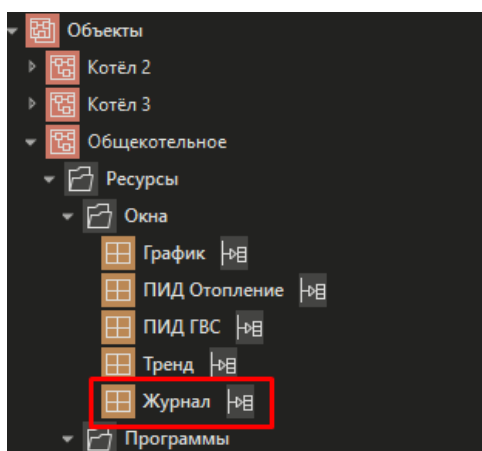 Объекты
Котёл 2
Котёл 3
Общекотельное
Ресурсы
Окна
График
ПИД Отопление
ПИД ГВС
Тренд
Журнал
Программы